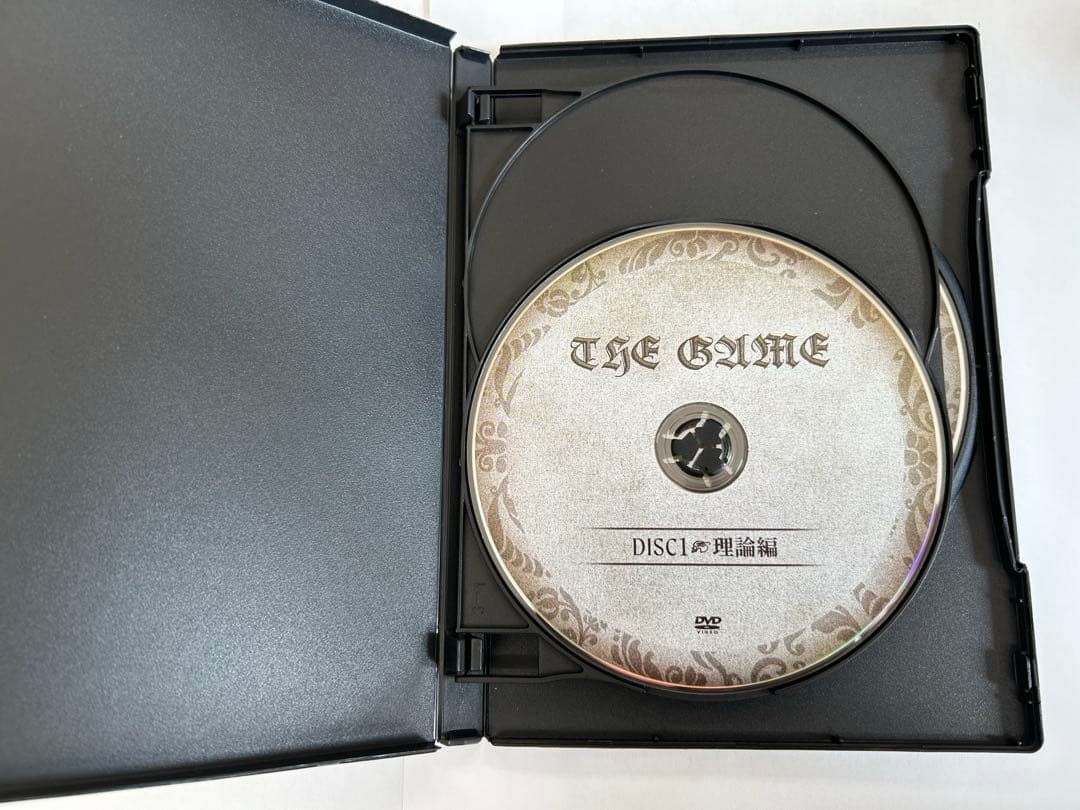 THE GAME
DISC1 理論編
DVD
VIDEO